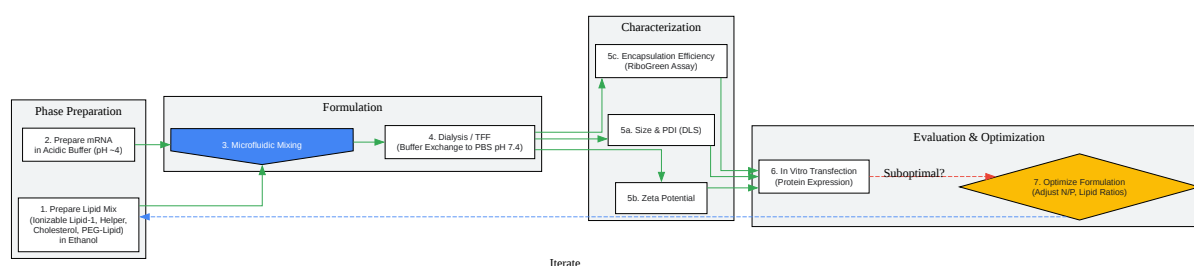 Phase Preparation
2. Prepare mRNA
in Acidic Buffer (pH ~4)
1. Prepare Lipid Mix
(Ionizable Lipid-1, Helper,
Cholesterol, PEG-Lipid)
in Ethanol
Formulation
3. Microfluidic Mixing
4. Dialysis / TFF
(Buffer Exchange to PBS pH 7.4)
Characterization
5c. Encapsulation Efficiency
(RiboGreen Assay)
5a. Size & PDI (DLS)
5b. Zeta Potential
Evaluation & Optimization
6. In Vitro Transfection
(Protein Expression)
Suboptimal?
7. Optimize Formulation
(Adjust N/P, Lipid Ratios)
Iterate